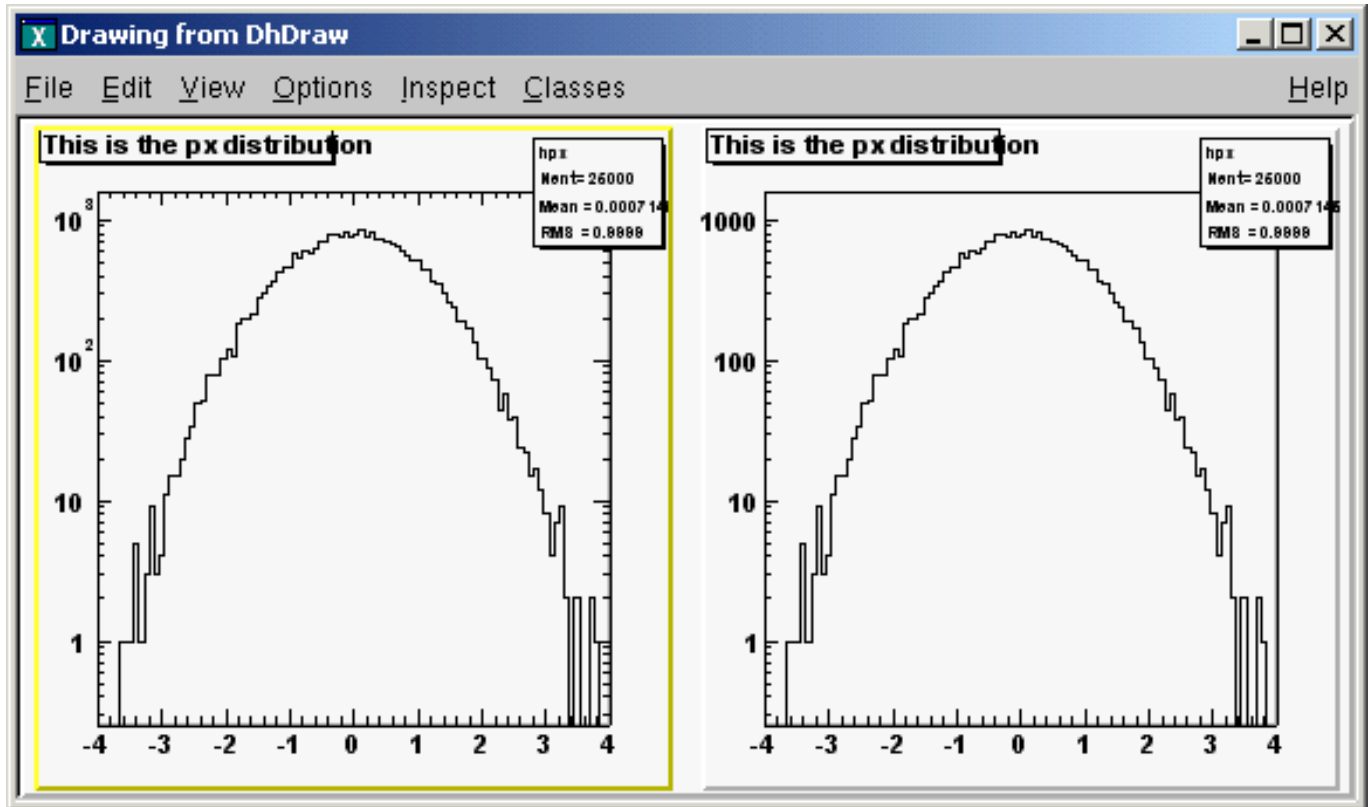 X Drawing from DhDraw
File Edit View Options Inspect Classes Help
This is the px distribution
hpx
Nent= 25000
Mean = 0.000714
RMS = 0.9999
10³
10²
10
1
-4 -3 -2 -1 0 1 2 3 4
This is the px distribution
hpx
Nent= 25000
Mean = 0.0007146
RMS = 0.9999
1000
100
10
1
-4 -3 -2 -1 0 1 2 3 4